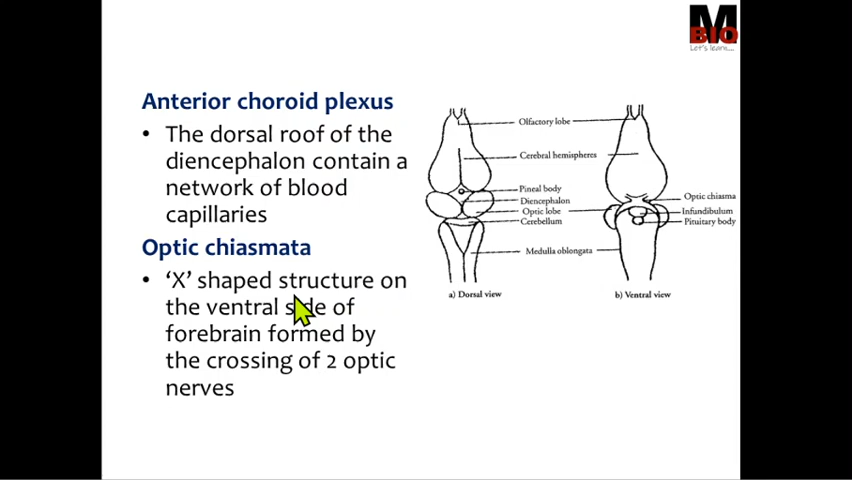 M
BIO
Let's learn....
Anterior choroid plexus
• The dorsal roof of the
diencephalon contain a
network of blood
capillaries
Optic chiasmata
• ‘X’ shaped structure on
the ventral side of
forebrain formed by
the crossing of 2 optic
nerves
Olfactory lobe
Cerebral hemispheres
Pineal body
Diencephalon
Optic lobe
Cerebellum
Medulla oblongata
Optic chiasma
Infundibulum
Pituitary body
a) Dorsal view
b) Ventral view